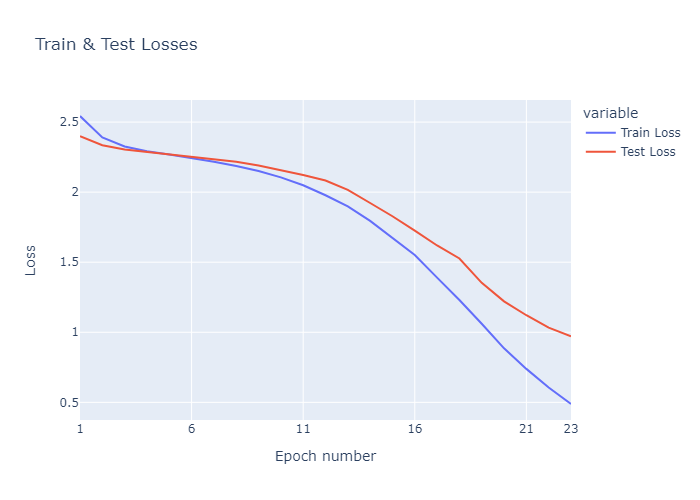 Train & Test Losses
variable
Train Loss
Test Loss
2.5
2
1.5
1
0.5
Loss
1 6 11 16 21 23
Epoch number